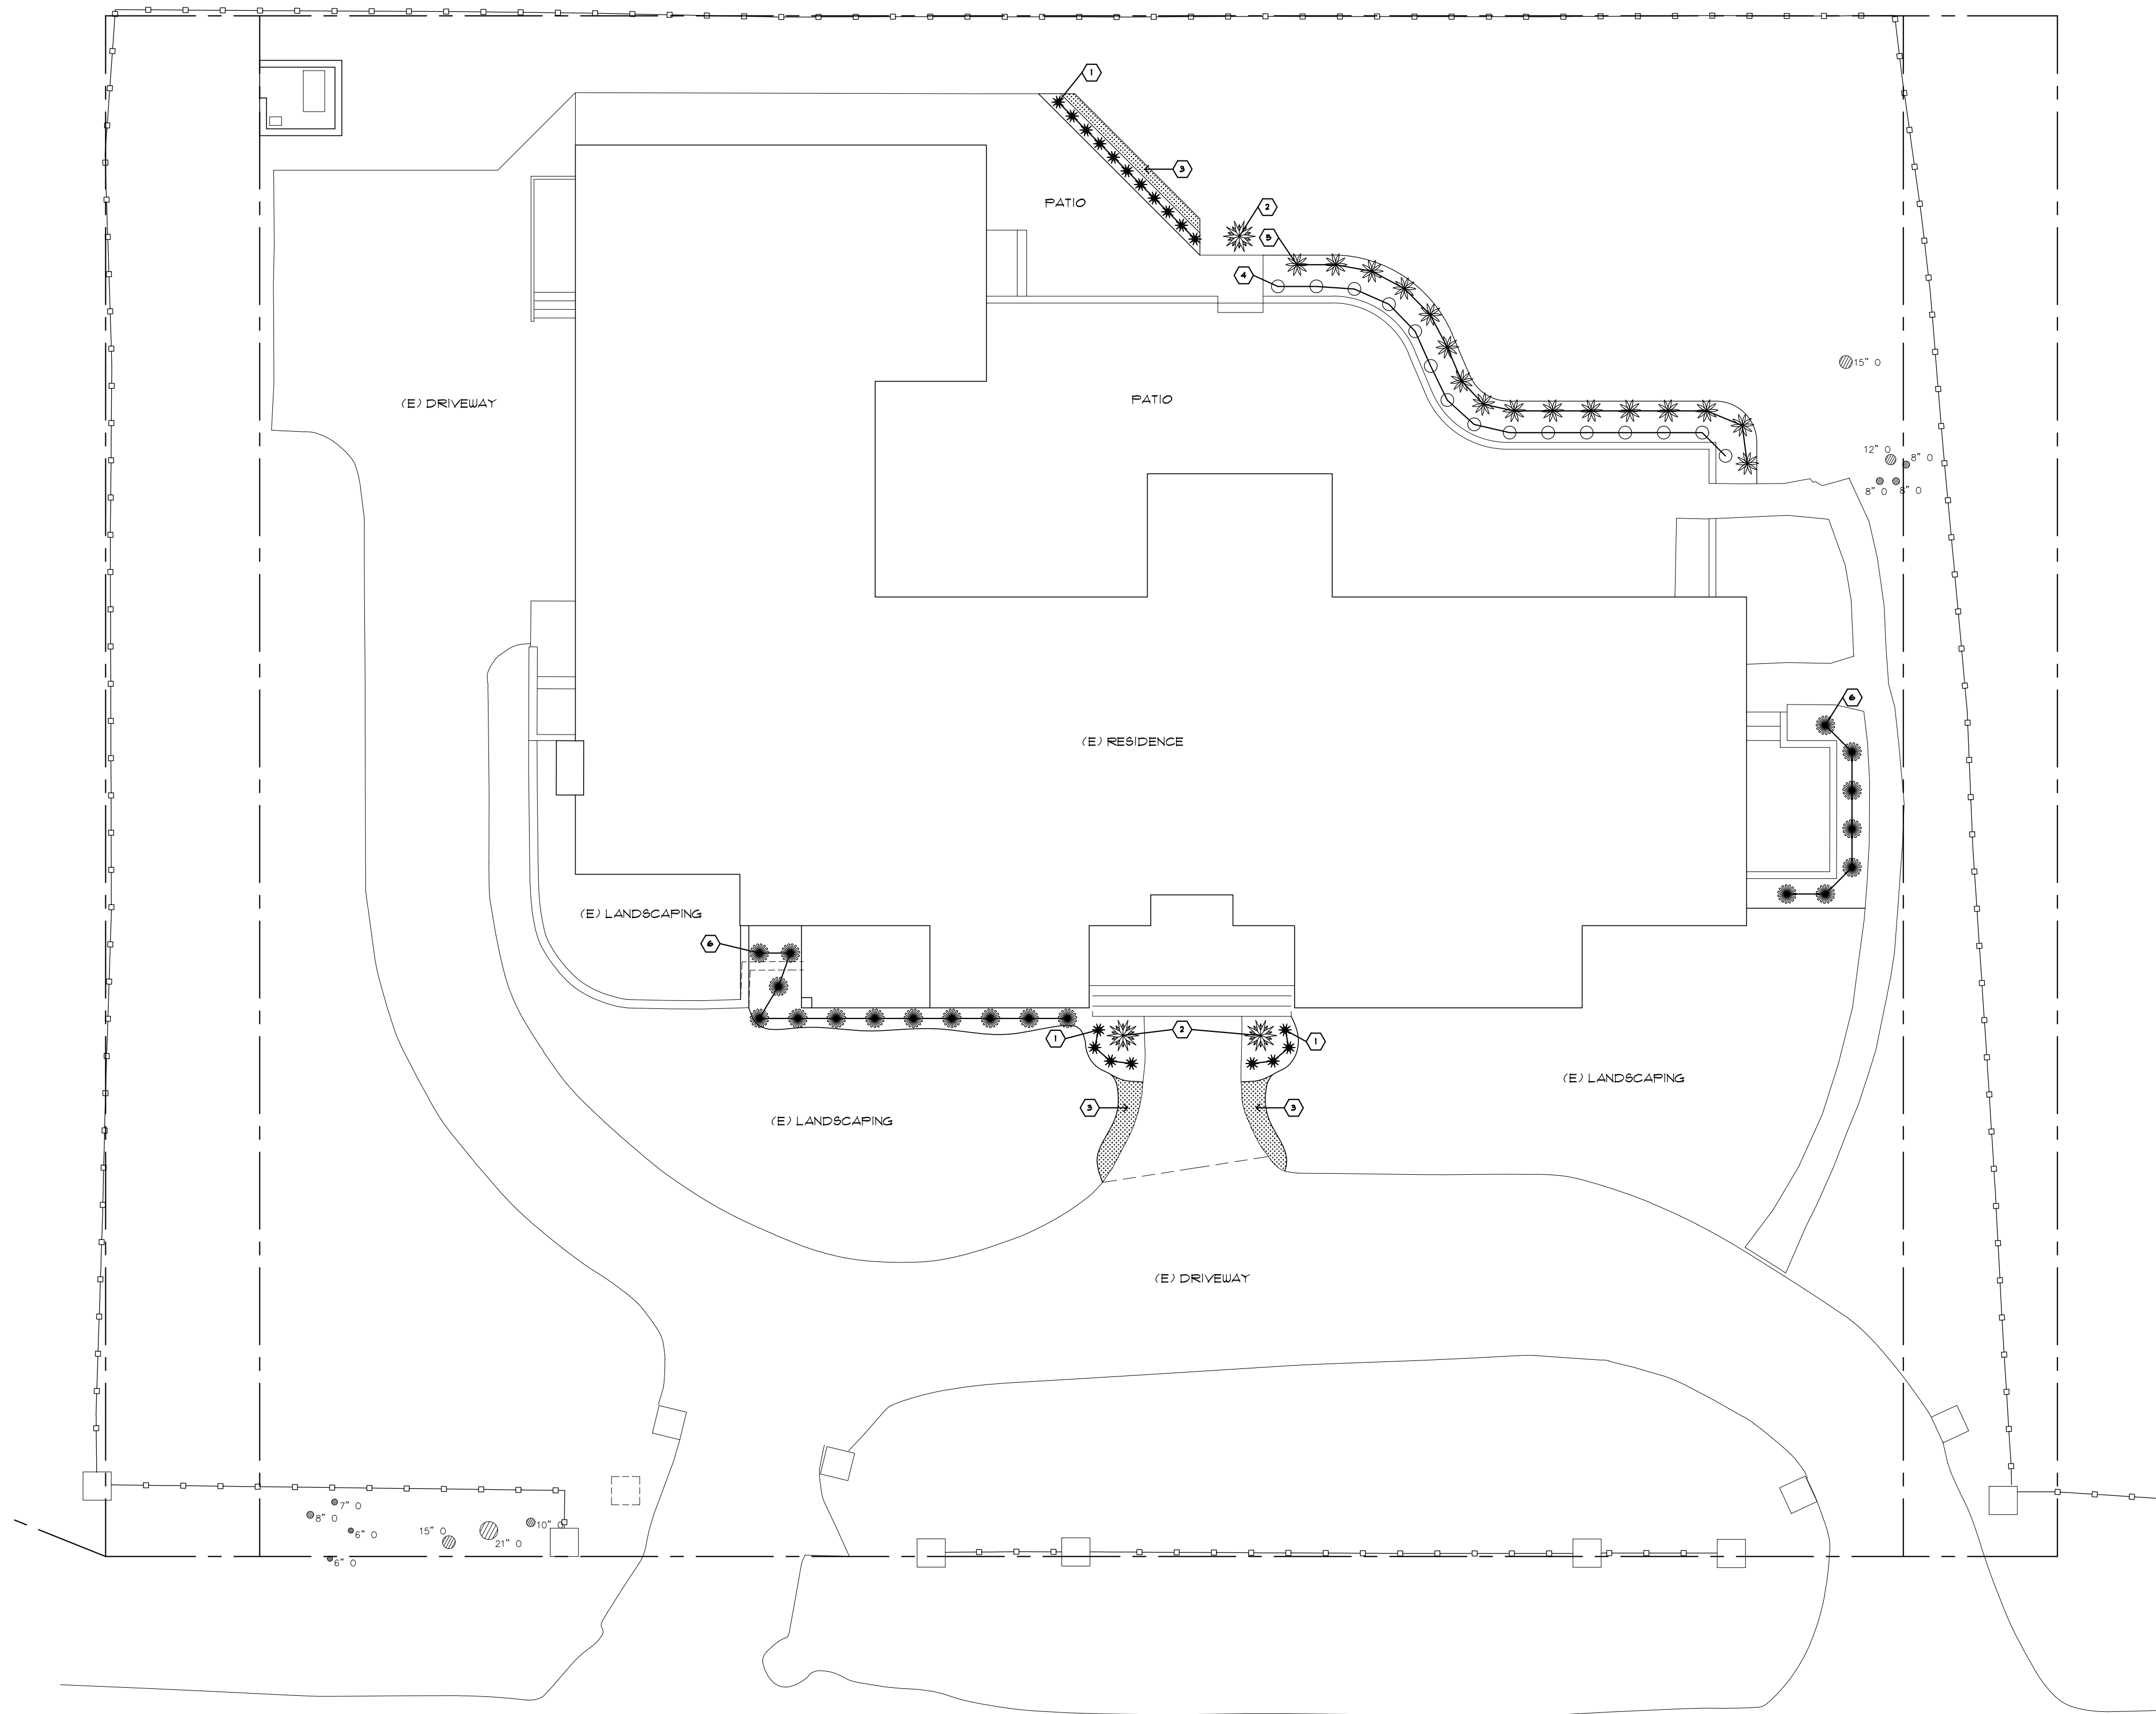 1
3
PATIO
2
5
4
15" O
(E) DRIVEWAY
PATIO
12" O
8" O
8" O
8" O
6
(E) RESIDENCE
(E) LANDSCAPING
6
1
2
1
(E) LANDSCAPING
3
3
(E) LANDSCAPING
(E) DRIVEWAY
7" O
8" O
6" O
15" O
21" O
10" O
6" O